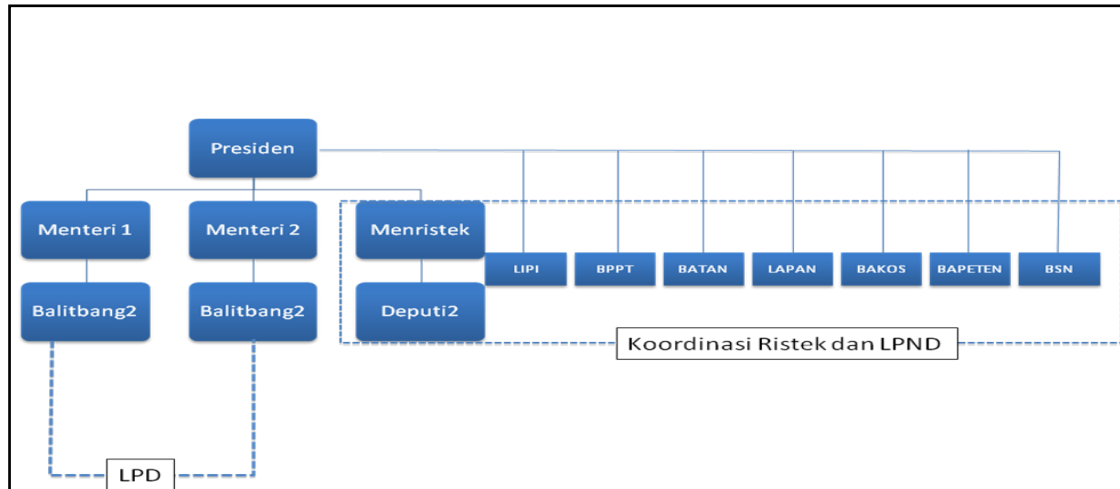 Presiden
Menteri 1
Menteri 2
Menristek
LIPI
BPPT
BATAN
LAPAN
BAKOS
BAPETEN
BSN
Balitbang2
Balitbang2
Deputi2
Koordinasi Ristek dan LPND
LPD